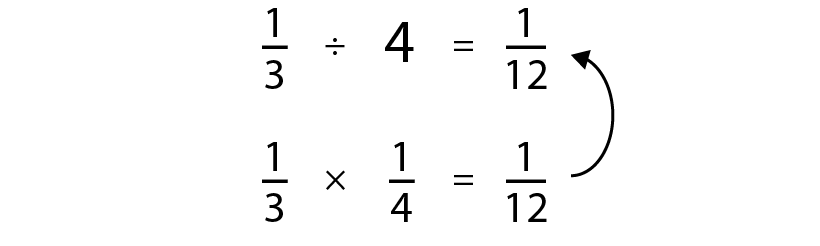 1/3 ÷ 4 = 1/12
1/3 × 1/4 = 1/12